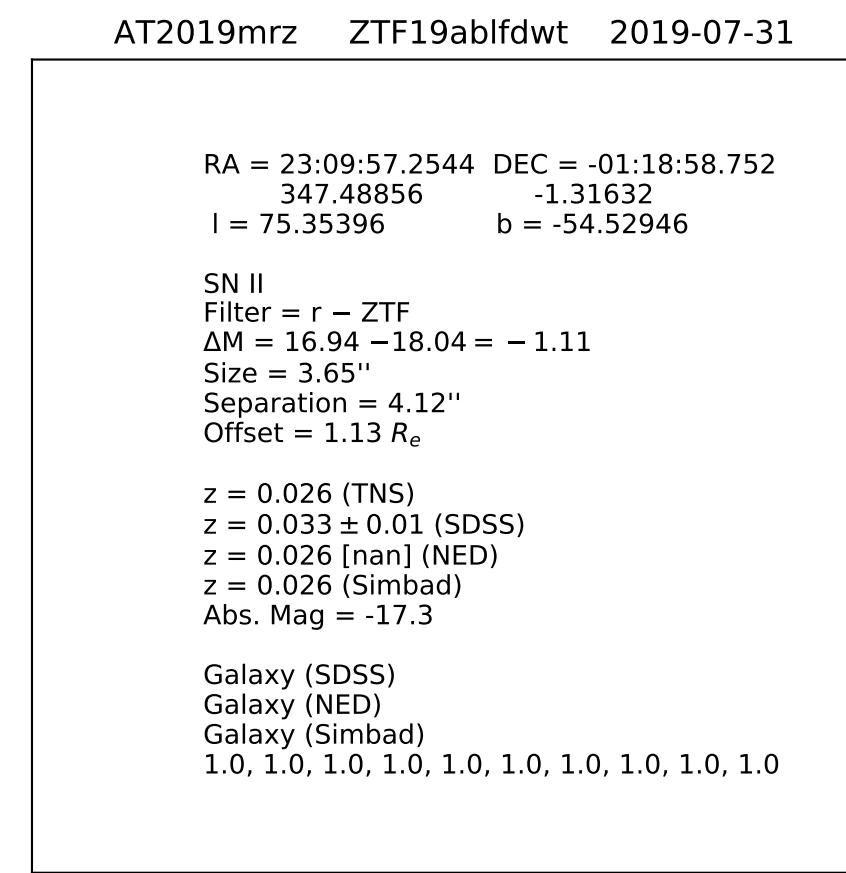 AT2019mrz ZTF19ablfdwt 2019-07-31
RA = 23:09:57.2544 DEC = -01:18:58.752
347.48856 -1.31632
l = 75.35396 b = -54.52946
SN II
Filter = r − ZTF
ΔM = 16.94 −18.04 = − 1.11
Size = 3.65''
Separation = 4.12''
Offset = 1.13 Re
z = 0.026 (TNS)
z = 0.033 ± 0.01 (SDSS)
z = 0.026 [nan] (NED)
z = 0.026 (Simbad)
Abs. Mag = -17.3
Galaxy (SDSS)
Galaxy (NED)
Galaxy (Simbad)
1.0, 1.0, 1.0, 1.0, 1.0, 1.0, 1.0, 1.0, 1.0, 1.0